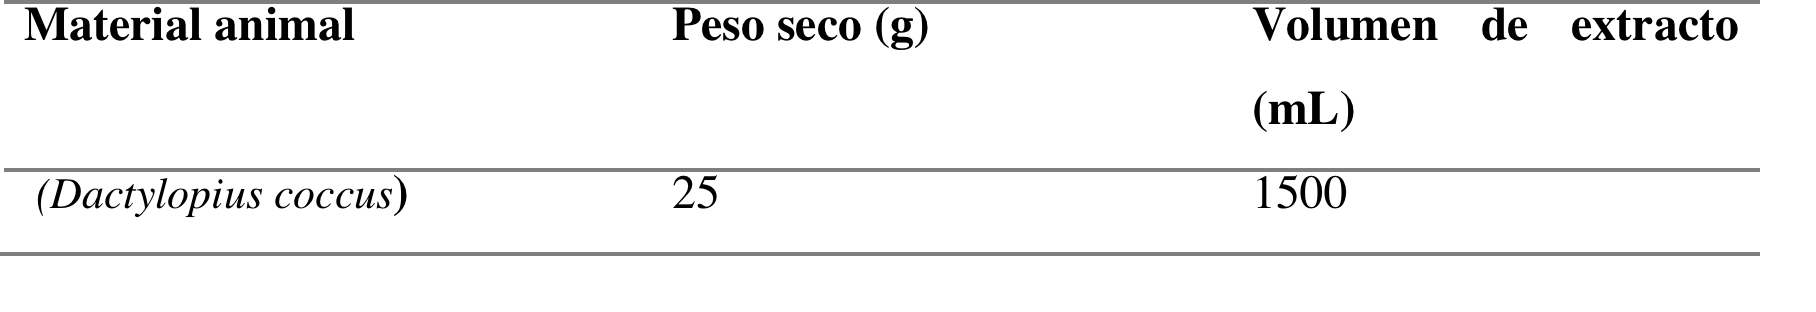 Material animal Peso seco (g) Volumen de extracto
(mL)
(Dactylopius coccus) 25 1500